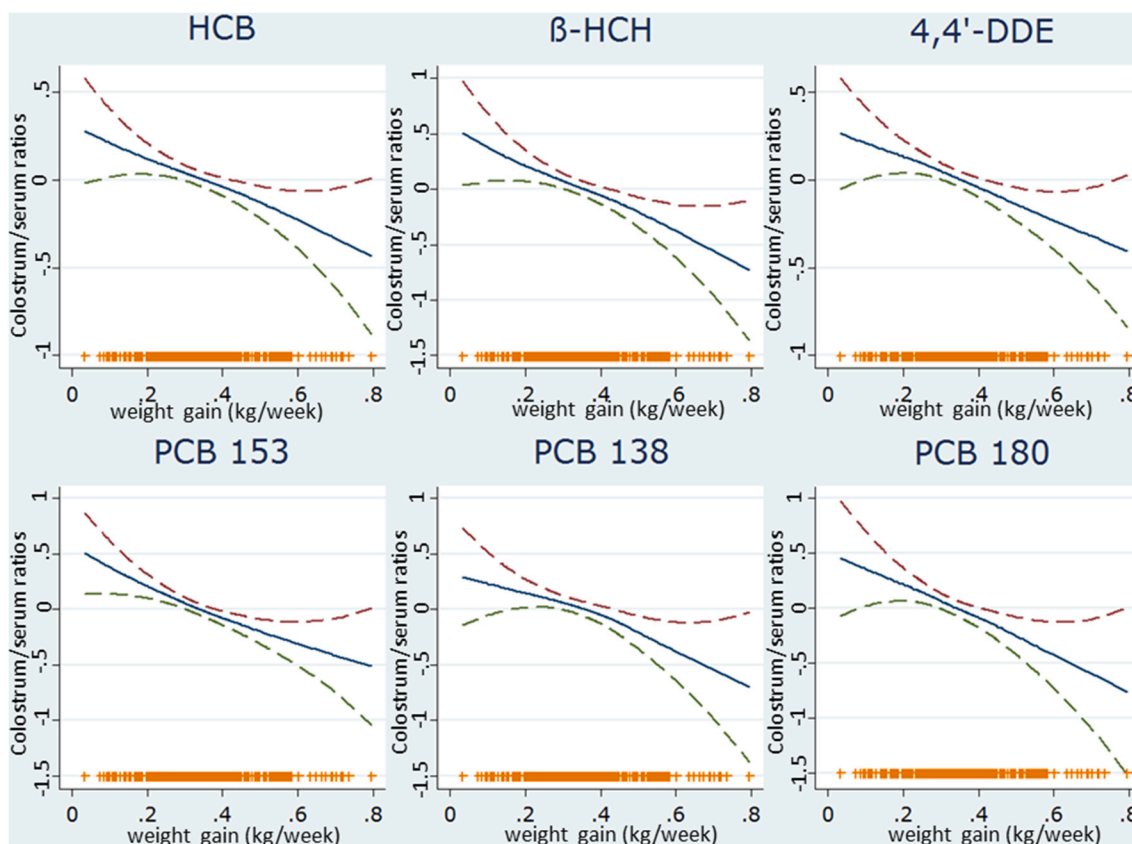 HCB
ß-HCH
4,4'-DDE
Colostrum/serum ratios
.5
0
-.5
-1
0 .2 .4 .6 .8
weight gain (kg/week)
Colostrum/serum ratios
1
.5
0
-.5
-1
-1.5
0 .2 .4 .6 .8
weight gain (kg/week)
Colostrum/serum ratios
.5
0
-.5
-1
0 .2 .4 .6 .8
weight gain (kg/week)
PCB 153
PCB 138
PCB 180
Colostrum/serum ratios
1
.5
0
-.5
-1
-1.5
0 .2 .4 .6 .8
weight gain (kg/week)
Colostrum/serum ratios
1
.5
0
-.5
-1
-1.5
0 .2 .4 .6 .8
weight gain (kg/week)
Colostrum/serum ratios
1
.5
0
-.5
-1
-1.5
0 .2 .4 .6 .8
weight gain (kg/week)